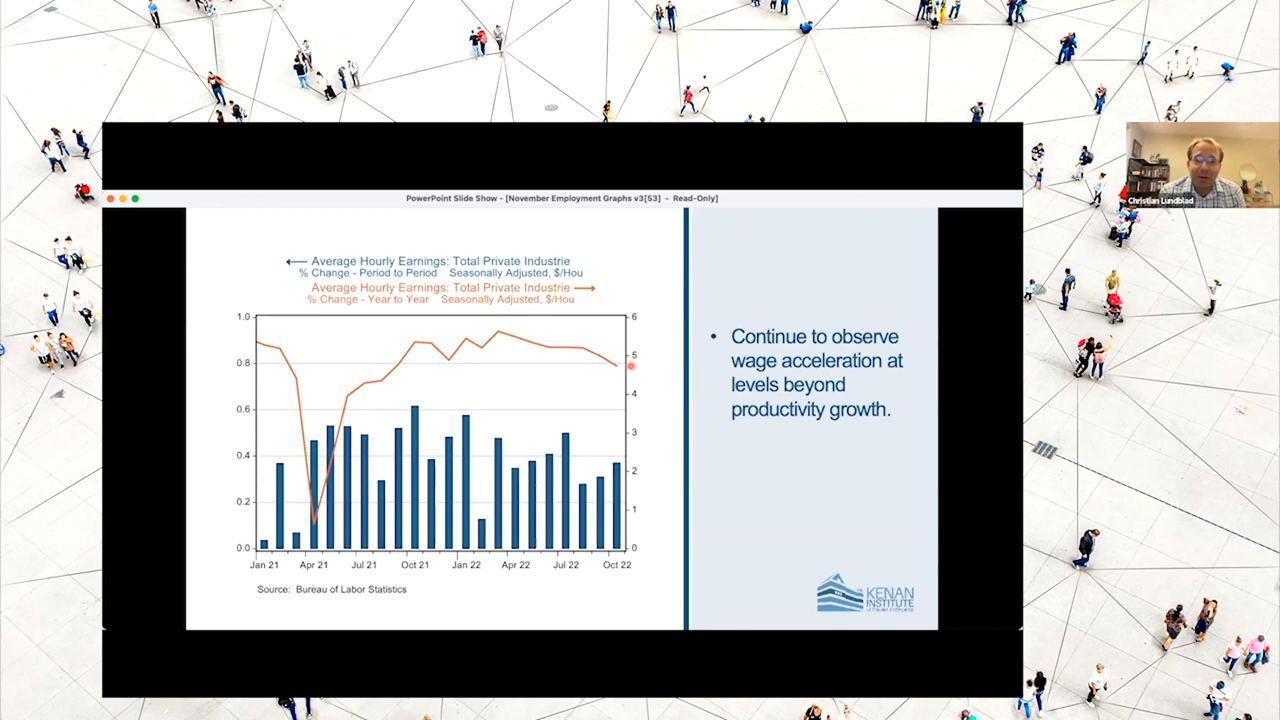 PowerPoint Slide Show - [November Employment Graphs v3[53] - Read-Only]
Christian Lundblad
Average Hourly Earnings: Total Private Industrie
% Change - Period to Period Seasonally Adjusted, $/Hou
Average Hourly Earnings: Total Private Industrie
% Change - Year to Year Seasonally Adjusted, $/Hou
1.0 6
5
0.8
4
0.6
3
0.4
2
0.2
1
0.0 0
Jan 21 Apr 21 Jul 21 Oct 21 Jan 22 Apr 22 Jul 22 Oct 22
Source: Bureau of Labor Statistics
• Continue to observe
wage acceleration at
levels beyond
productivity growth.
KENAN
INSTITUTE